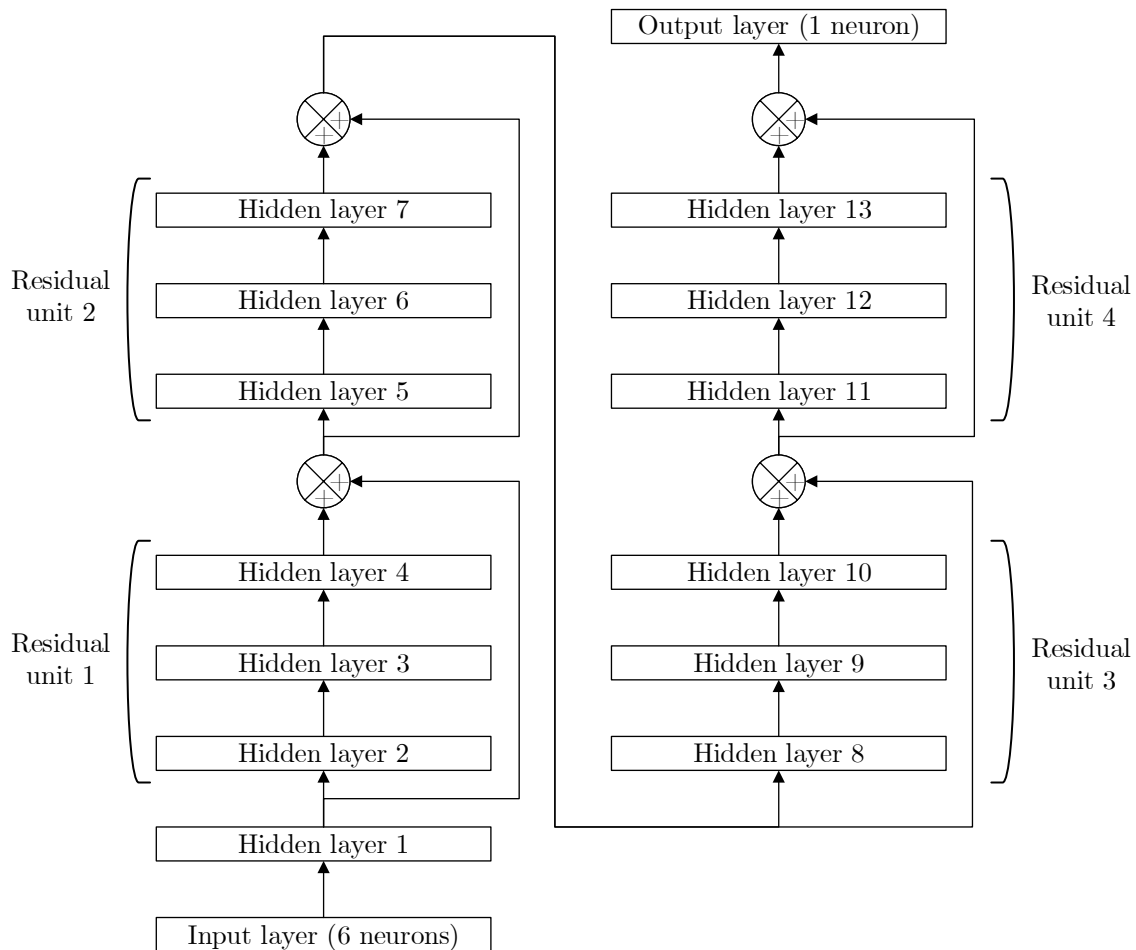 Output layer (1 neuron)
+
+
Hidden layer 7
Hidden layer 6
Hidden layer 5
Residual
unit 2
+
+
Hidden layer 4
Hidden layer 3
Hidden layer 2
Residual
unit 1
Hidden layer 1
Input layer (6 neurons)
+
+
Hidden layer 13
Hidden layer 12
Hidden layer 11
Residual
unit 4
+
+
Hidden layer 10
Hidden layer 9
Hidden layer 8
Residual
unit 3